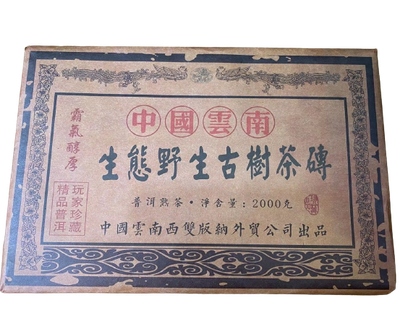 中國雲南
霸氣醇厚
生態野生古樹茶磚
玩家珍藏
精品普洱
普洱熟茶·淨含量：2000克
中國雲南西雙版納外貿公司出品